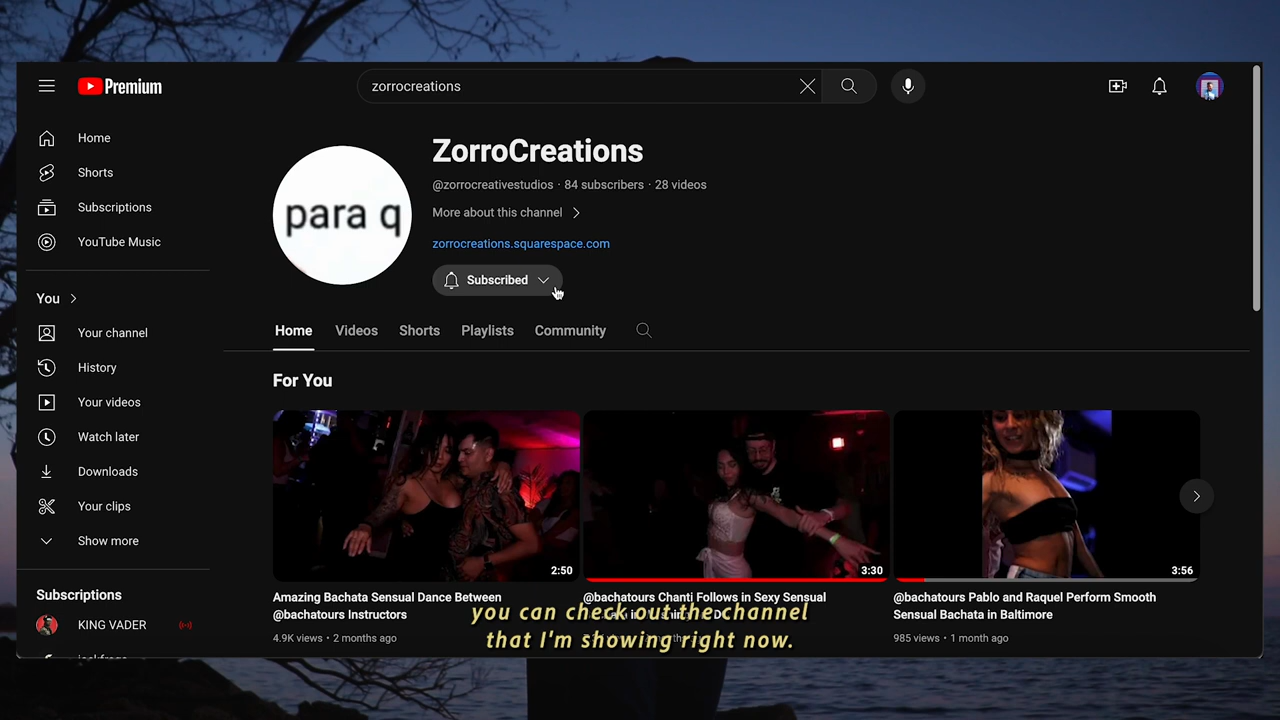 Premium
zorrocreations
Home
Shorts
Subscriptions
YouTube Music
You
Your channel
History
Your videos
Watch later
Downloads
Your clips
Show more
Subscriptions
KING VADER
para q
ZorroCreations
@zorrocreativestudios · 84 subscribers · 28 videos
More about this channel
zorrocreations.squarespace.com
Subscribed
Home Videos Shorts Playlists Community
For You
2:50
3:30
3:56
Amazing Bachata Sensual Dance Between
@bachatours Instructors
4.9K views · 2 months ago
@bachatours Chanti Follows in Sexy Sensual
@bachatours Pablo and Raquel Perform Smooth
Sensual Bachata in Baltimore
985 views · 1 month ago
you can check out the channel
that I'm showing right now.